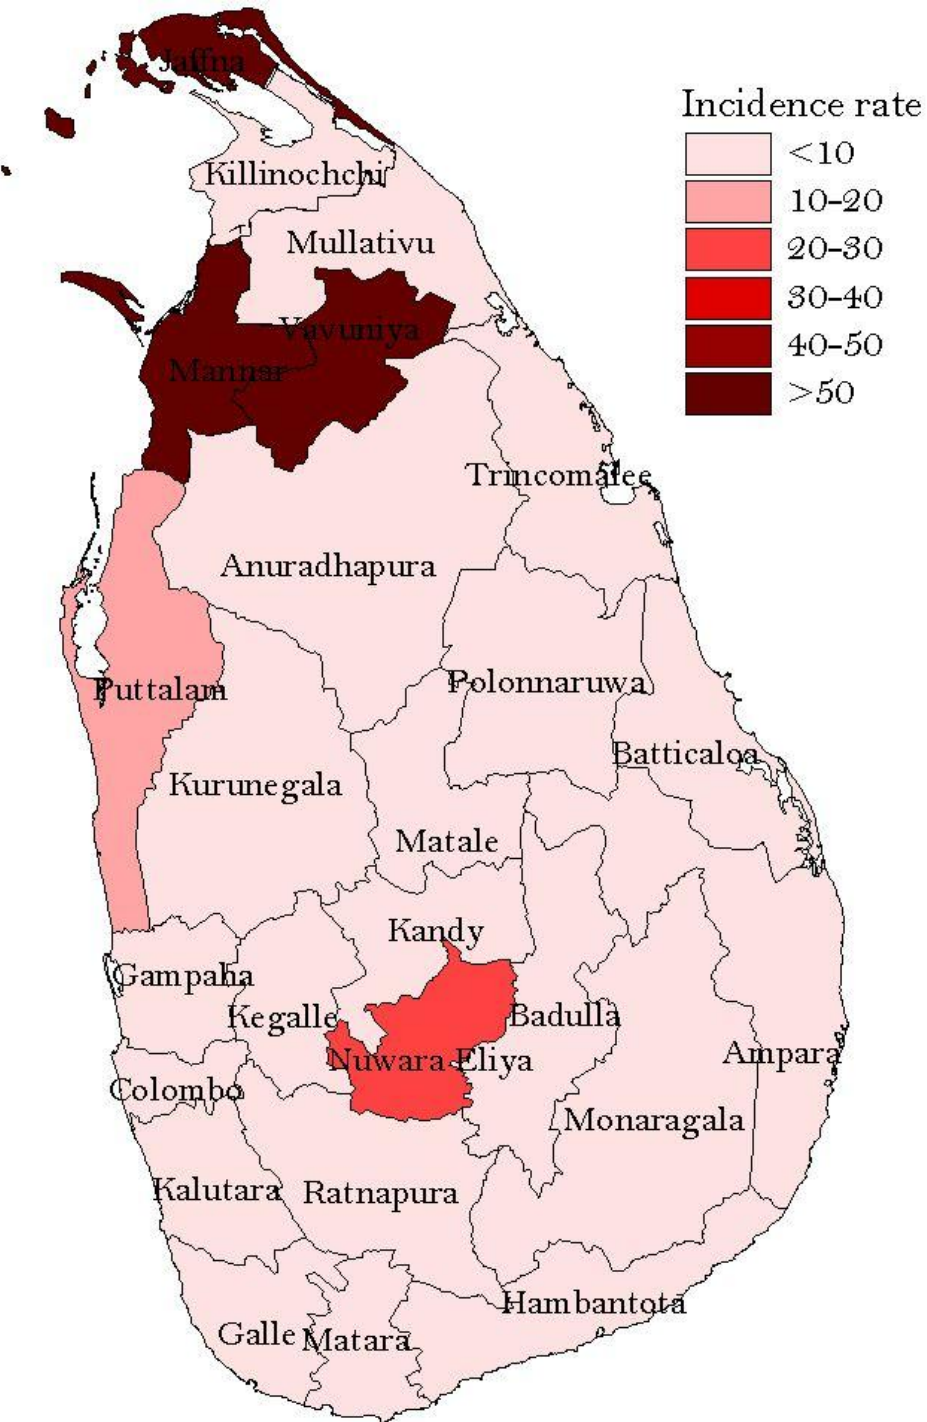 Jaffna
Incidence rate
<10
10-20
20-30
30-40
40-50
>50
Killinochchi
Mullativu
Vavuniya
Mannar
Trincomalee
Anuradhapura
Puttalam
Polonnaruwa
Batticaloa
Kurunegala
Matale
Kandy
Gampaha
Kegalle
Badulla
Nuwara Eliya
Ampara
Colombo
Monaragala
Kalutara
Ratnapura
Hambantota
Galle
Matara